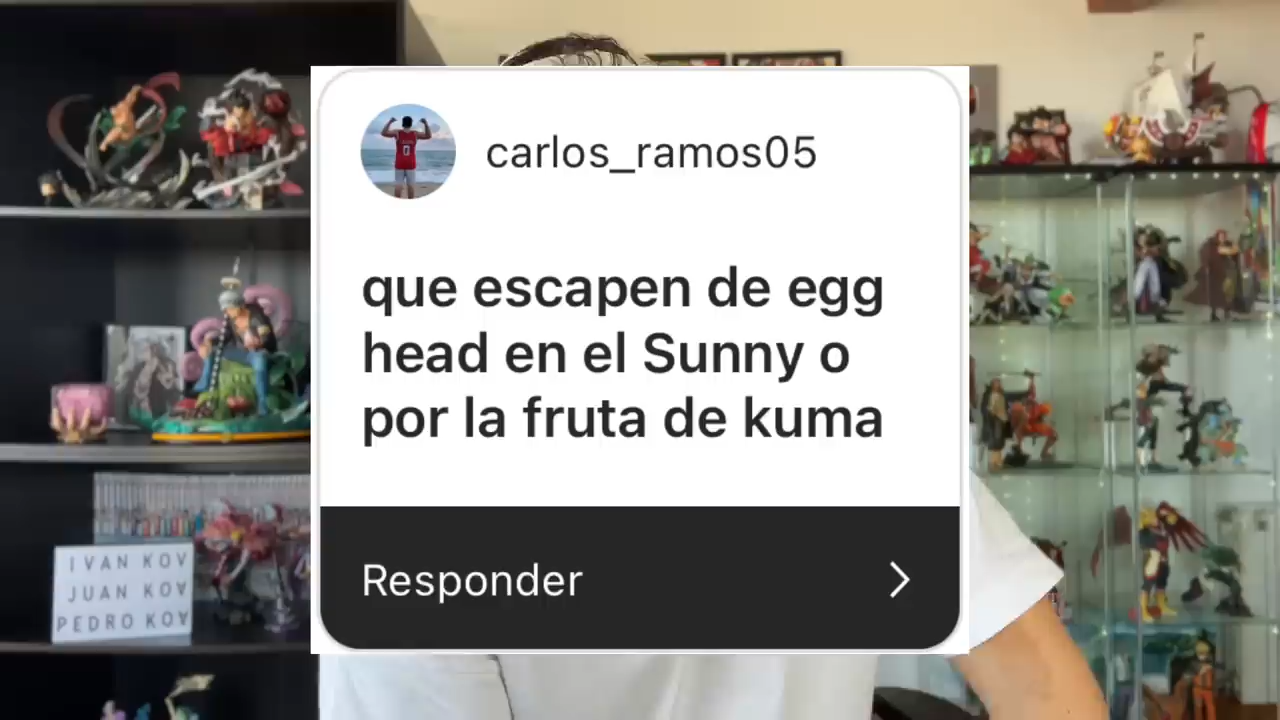 carlos_ramos05
que escapen de egg
head en el Sunny o
por la fruta de kuma
Responder
IVAN KOV
JUAN KOV
PEDRO KOV